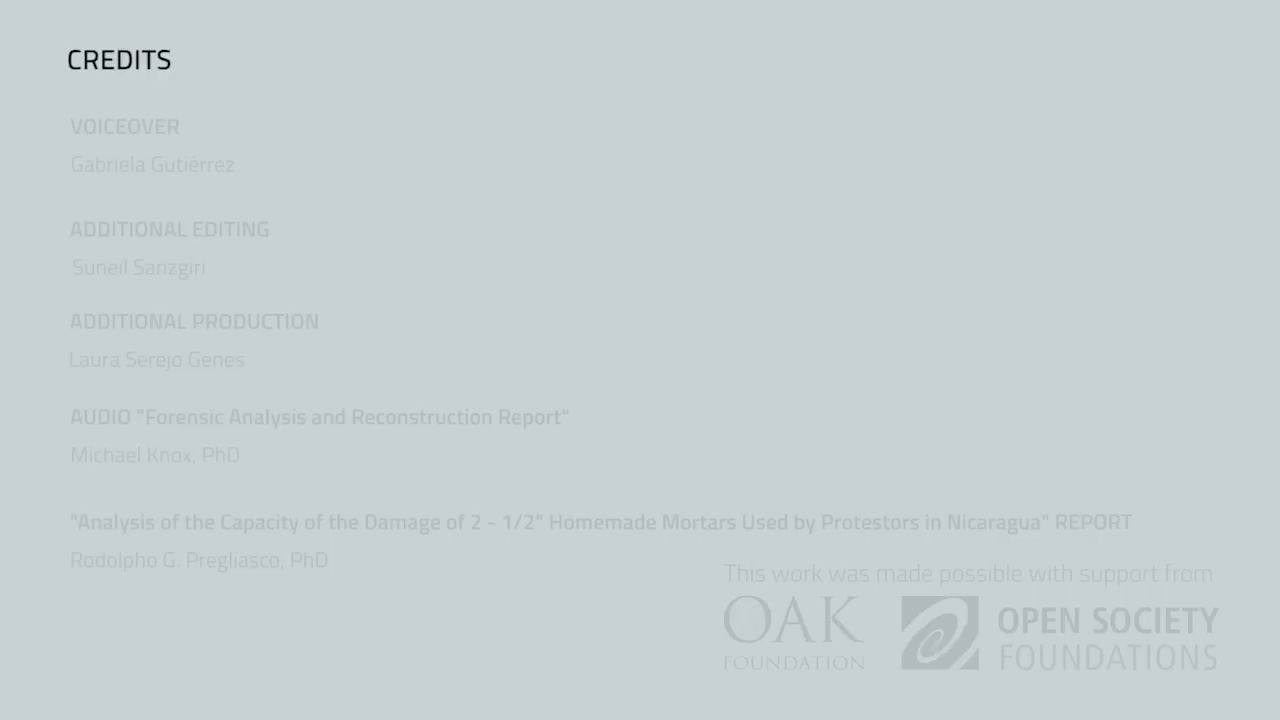 CREDITS
VOICEOVER
Gabriela Gutiérrez
ADDITIONAL EDITING
Suneil Sanzgiri
ADDITIONAL PRODUCTION
Laura Serejo Genes
AUDIO "Forensic Analysis and Reconstruction Report"
Michael Knox, PhD
"Analysis of the Capacity of the Damage of 2 - 1/2" Homemade Mortars Used by Protestors in Nicaragua" REPORT
Rodolpho G. Pregliasco, PhD
This work was made possible with support from
OAK
FOUNDATION
OPEN SOCIETY
FOUNDATIONS